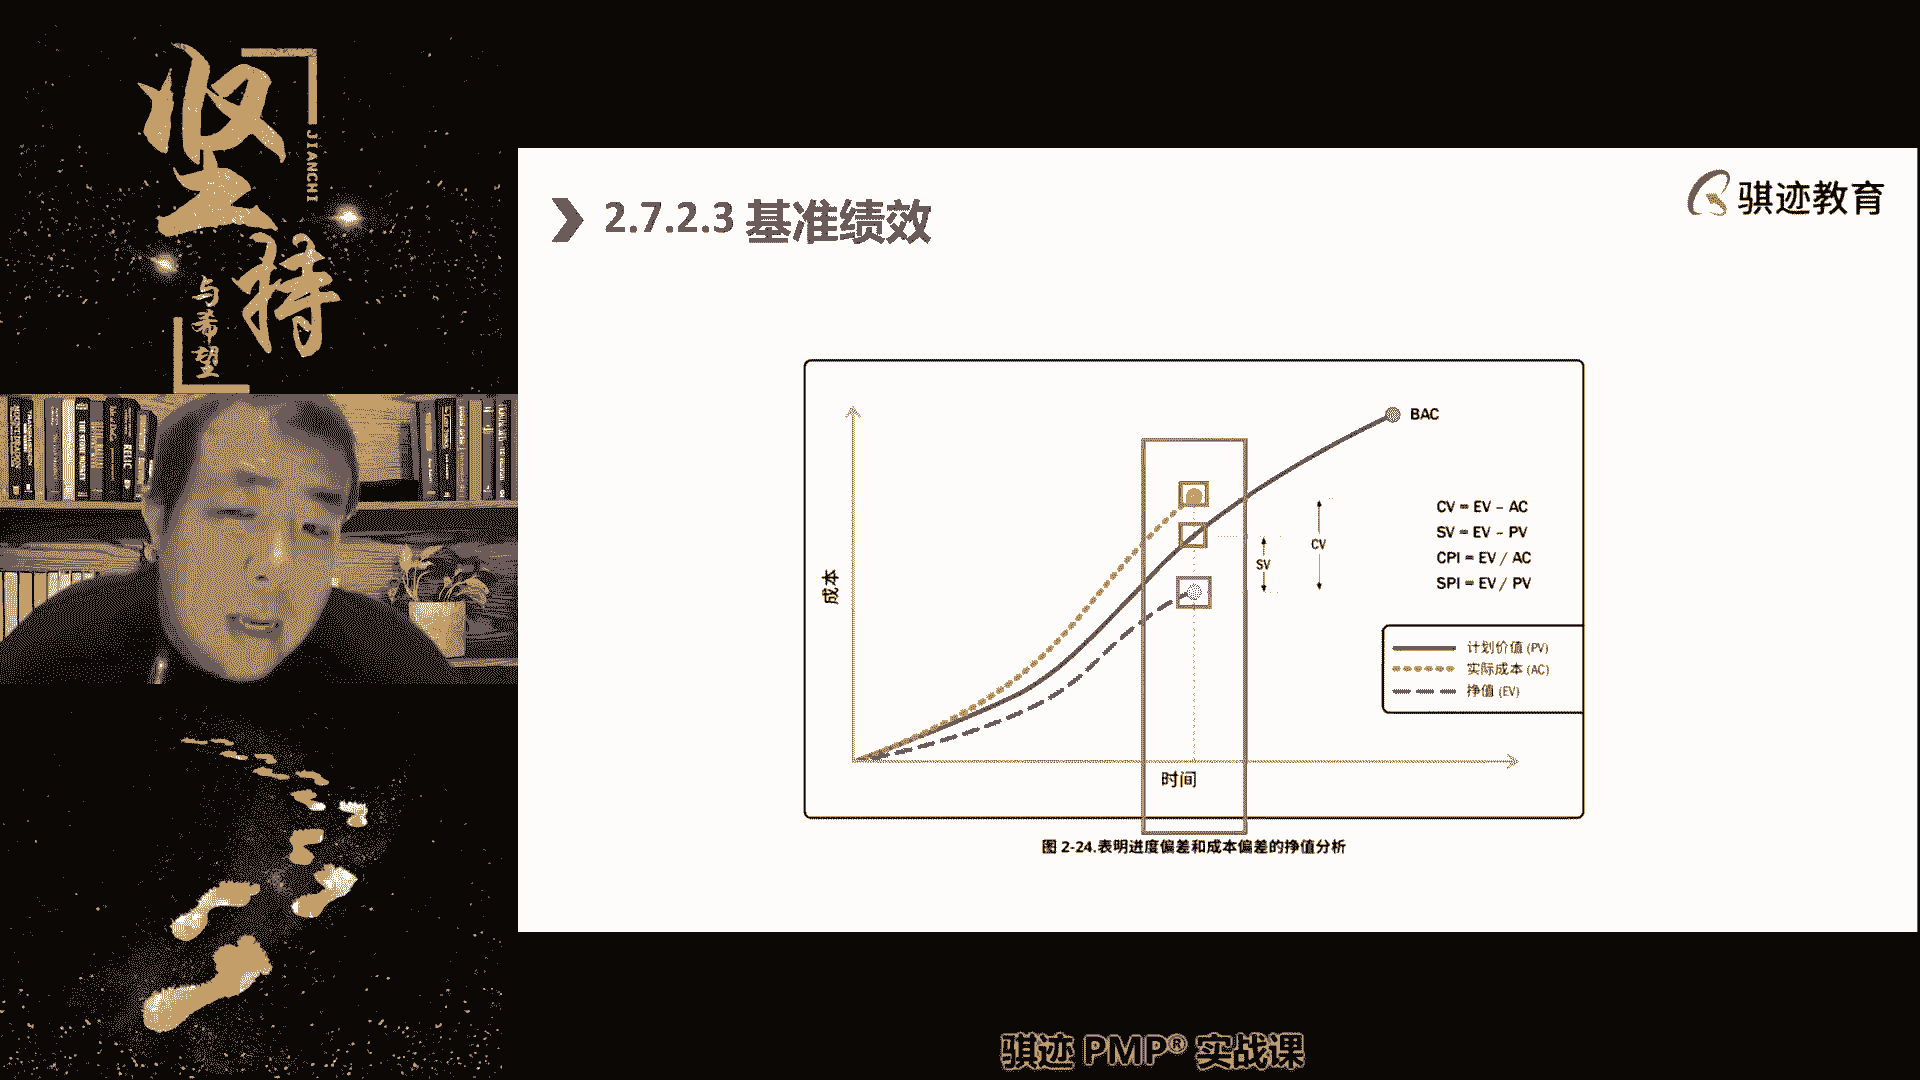 坚持
JIANCHI
与希望
2.7.2.3 基准绩效
骐迹教育
BAC
CV = EV – AC
SV = EV – PV
CPI = EV / AC
SPI = EV / PV
CV
SV
成本
计划价值 (PV)
实际成本 (AC)
挣值 (EV)
时间
图 2-24.表明进度偏差和成本偏差的挣值分析
骐迹 PMP® 实战课